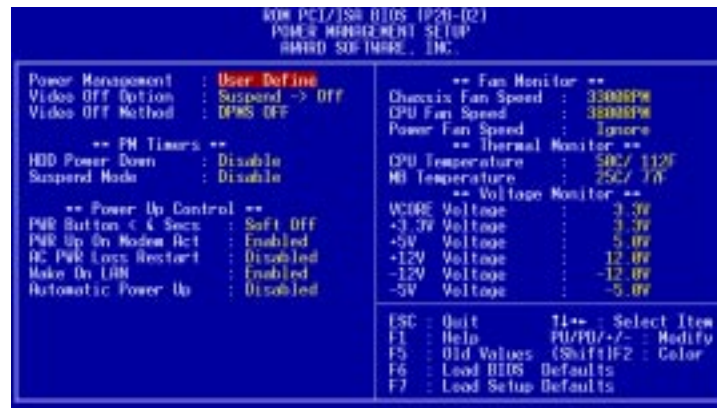 ROM PCI/ISA BIOS (P2B-D2)
POWER MANAGEMENT SETUP
AWARD SOFTWARE, INC.
Power Management : User Define
Video Off Option : Suspend -> Off
Video Off Method : DPMS OFF
** PM Timers **
HDD Power Down : Disable
Suspend Mode : Disable
** Power Up Control **
PWR Button < 4 Secs : Soft Off
PWR Up On Modem Act : Enabled
AC PWR Loss Restart : Disabled
Wake On LAN : Enabled
Automatic Power Up : Disabled
** Fan Monitor **
Chassis Fan Speed : 3300RPM
CPU Fan Speed : 3800RPM
Power Fan Speed : Ignore
** Thermal Monitor **
CPU Temperature :
MB Temperature : 25C/ 77F
** Voltage Monitor **
VCORE Voltage : 3.3V
+3.3V Voltage : 3.3V
+5V Voltage : 5.0V
+12V Voltage : 12.0V
-12V Voltage : -12.0V
-5V Voltage : -5.0V
ESC : Quit ↑↓→← : Select Item
F1 : Help PU/PD/+/- : Modify
F5 : Old Values (Shift)F2 : Color
F6 : Load BIOS Defaults
F7 : Load Setup Defaults